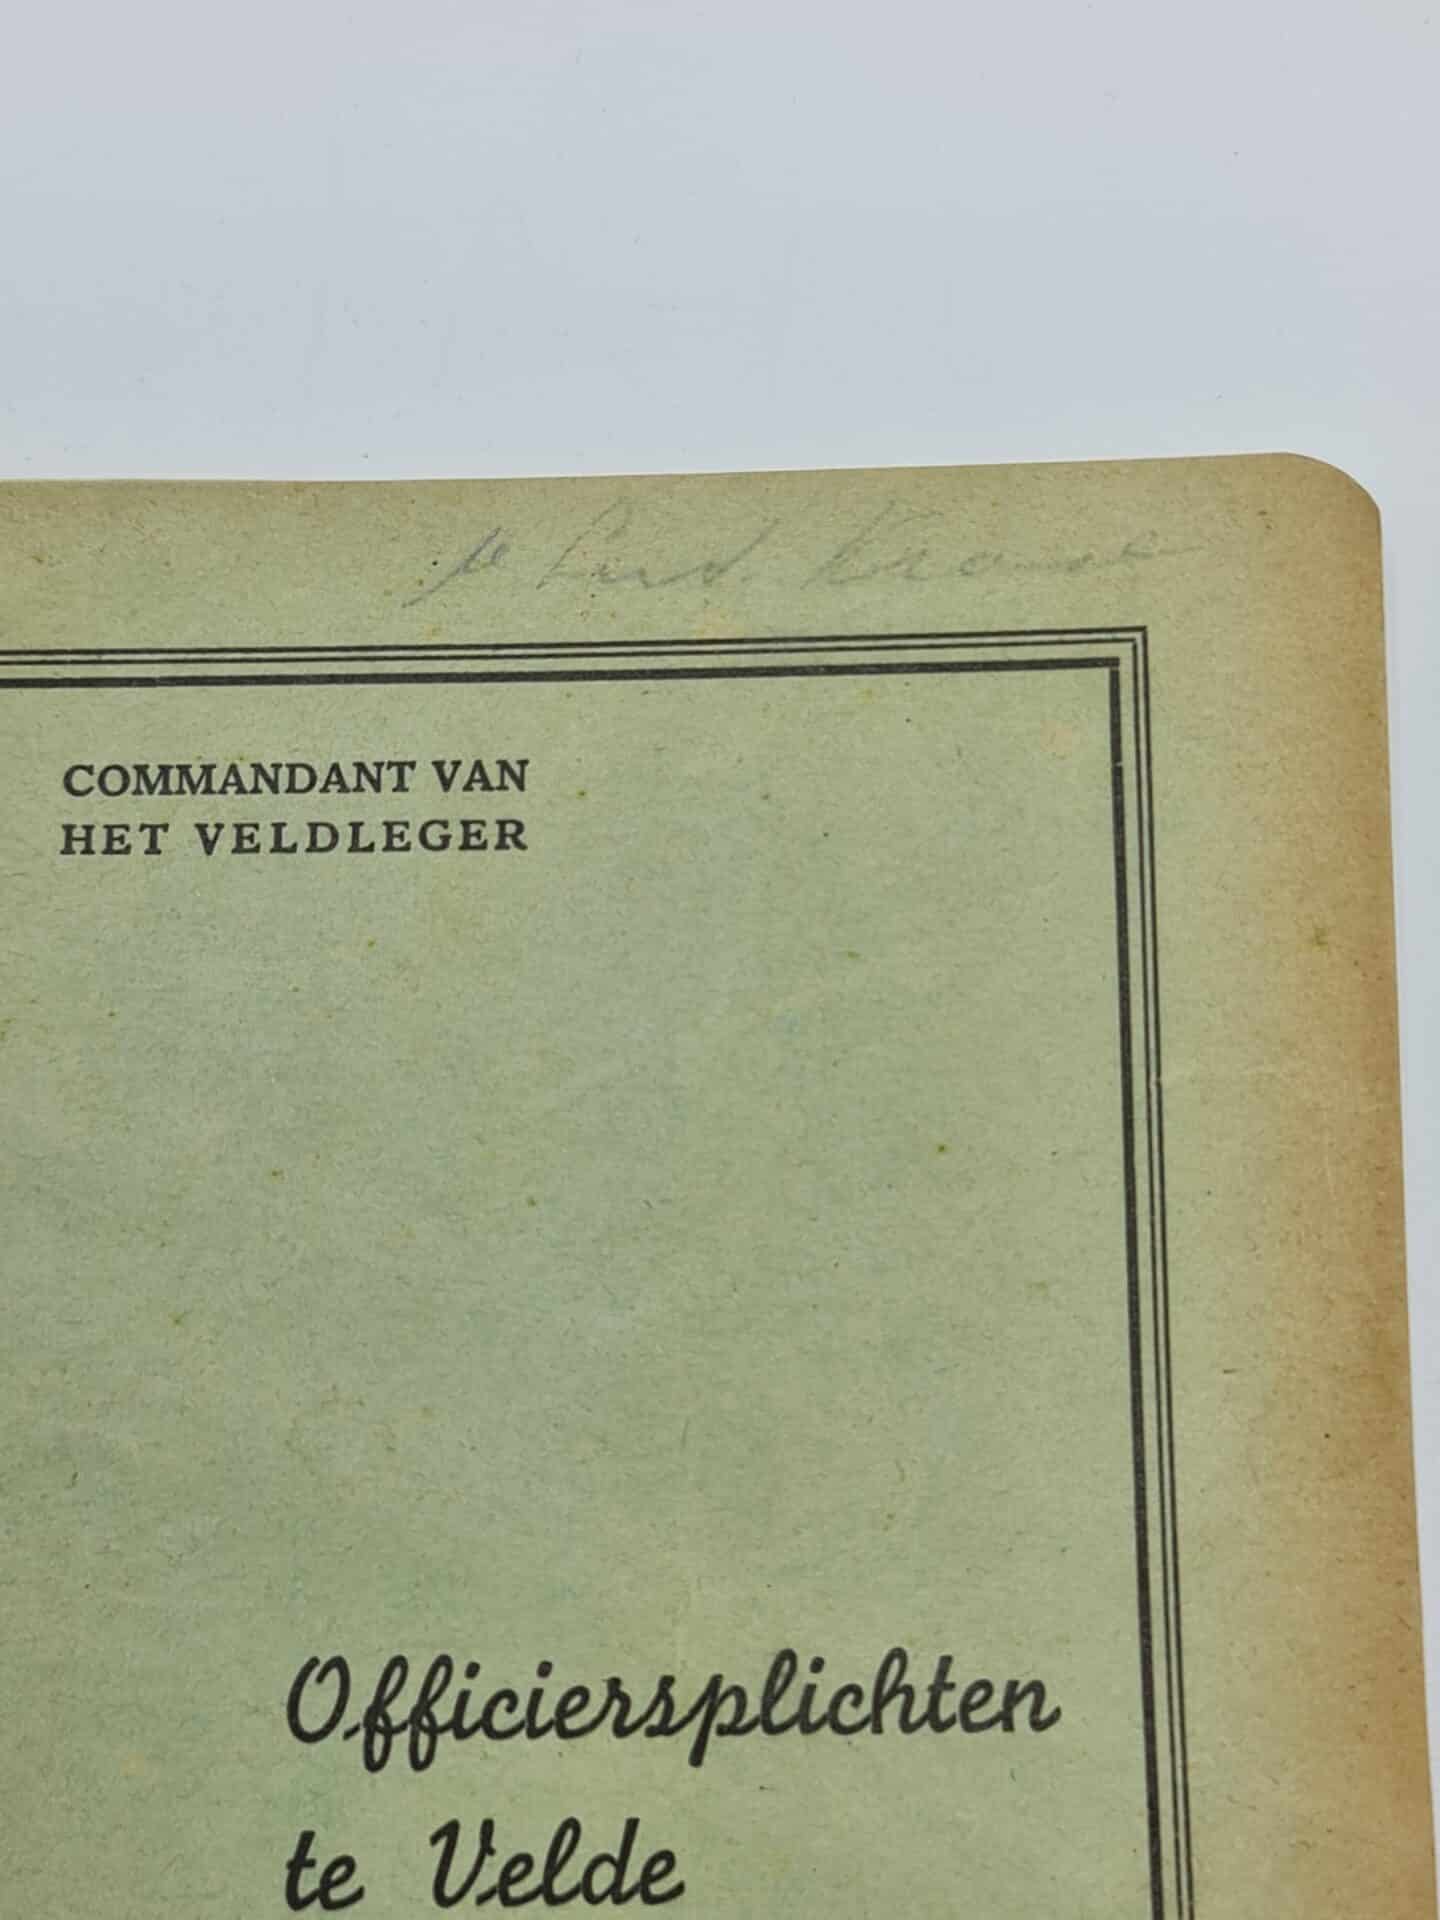 COMMANDANT VAN
HET VELDLEGER
Officiersplichten
te Velde